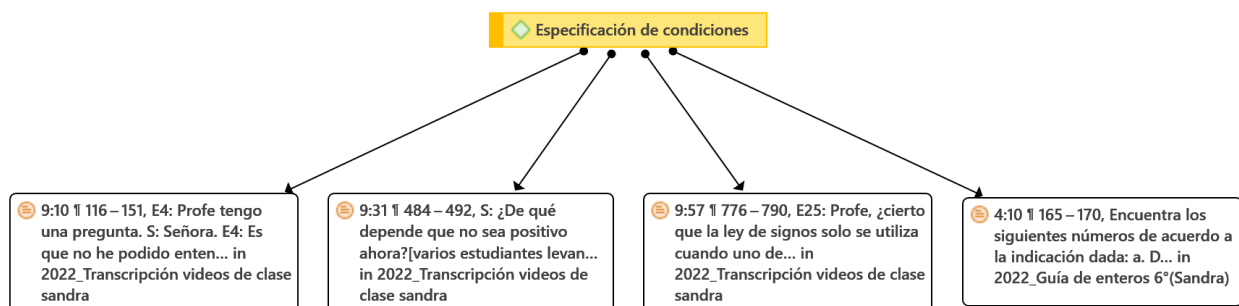 Especificación de condiciones
9:10 ¶ 116 – 151, E4: Profe tengo
una pregunta. S: Señora. E4: Es
que no he podido enten... in
2022_Transcripción videos de clase
sandra
9:31 ¶ 484 – 492, S: ¿De qué
depende que no sea positivo
ahora?[varios estudiantes levan...
in 2022_Transcripción videos de
clase sandra
9:57 ¶ 776 – 790, E25: Profe, ¿cierto
que la ley de signos solo se utiliza
cuando uno de... in
2022_Transcripción videos de clase
sandra
4:10 ¶ 165 – 170, Encuentra los
siguientes números de acuerdo a
la indicación dada: a. D... in
2022_Guía de enteros 6°(Sandra)